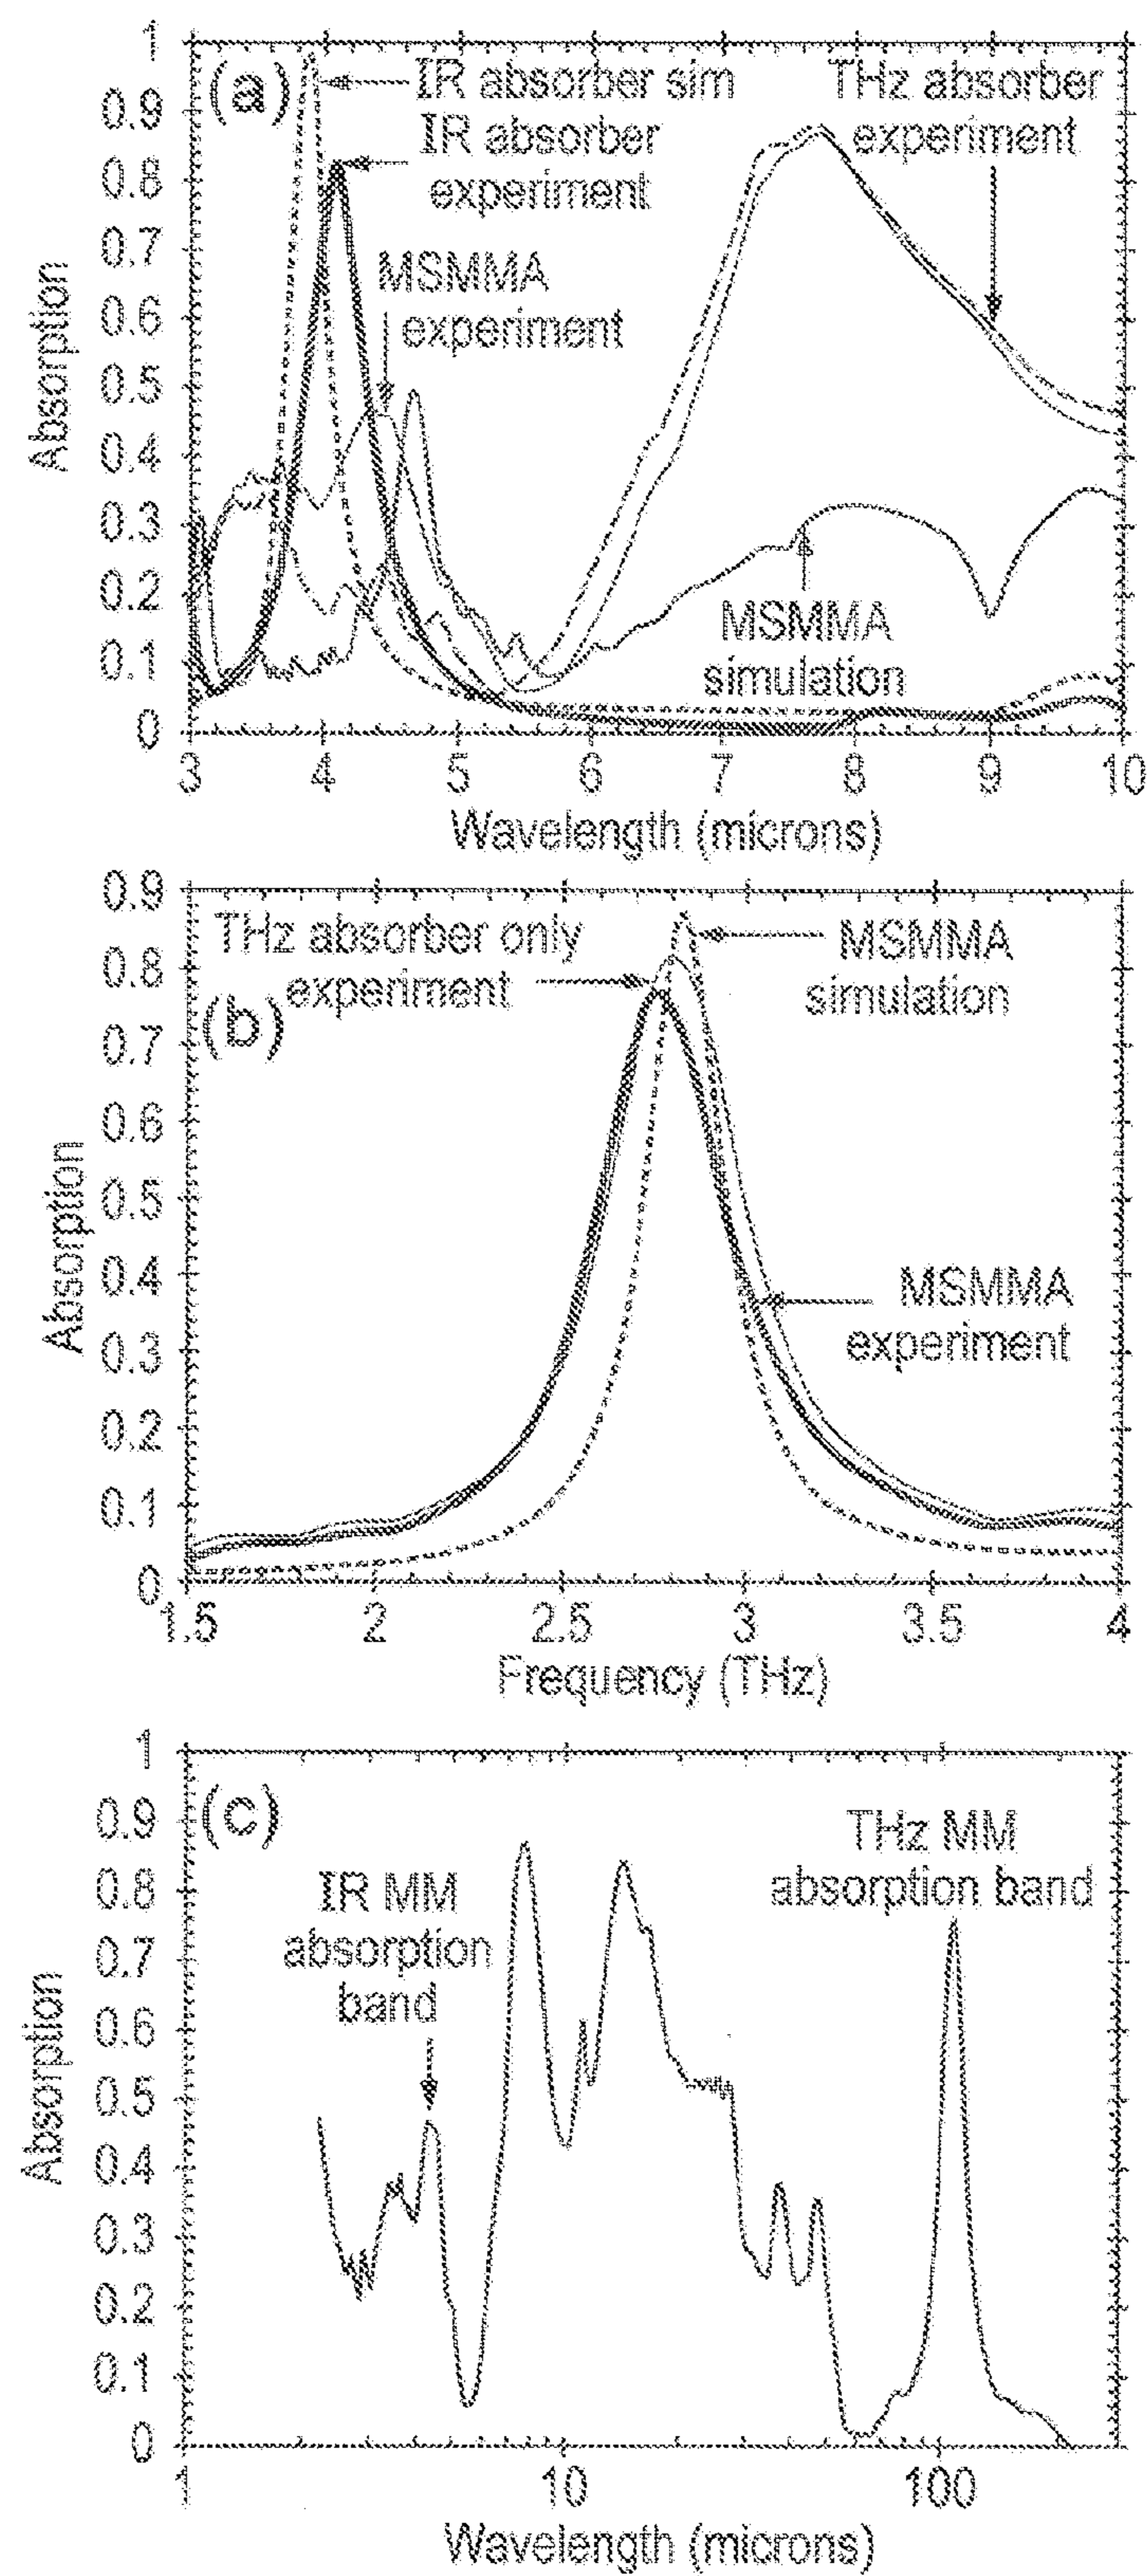 1
0.9
0.8
0.7
0.6
0.5
0.4
0.3
0.2
0.1
0
Absorption
(a)
IR absorber sim
IR absorber
experiment
MSMMA
experiment
THz absorber
experiment
MSMMA
simulation
3 4 5 6 7 8 9 10
Wavelength (microns)
0.9
0.8
0.7
0.6
0.5
0.4
0.3
0.2
0.1
0
Absorption
THz absorber only
experiment
(b)
MSMMA
simulation
MSMMA
experiment
1.5 2 2.5 3 3.5 4
Frequency (THz)
1
0.9
0.8
0.7
0.6
0.5
0.4
0.3
0.2
0.1
0
Absorption
(c)
IR MM
absorption
band
THz MM
absorption band
1 10 100
Wavelength (microns)